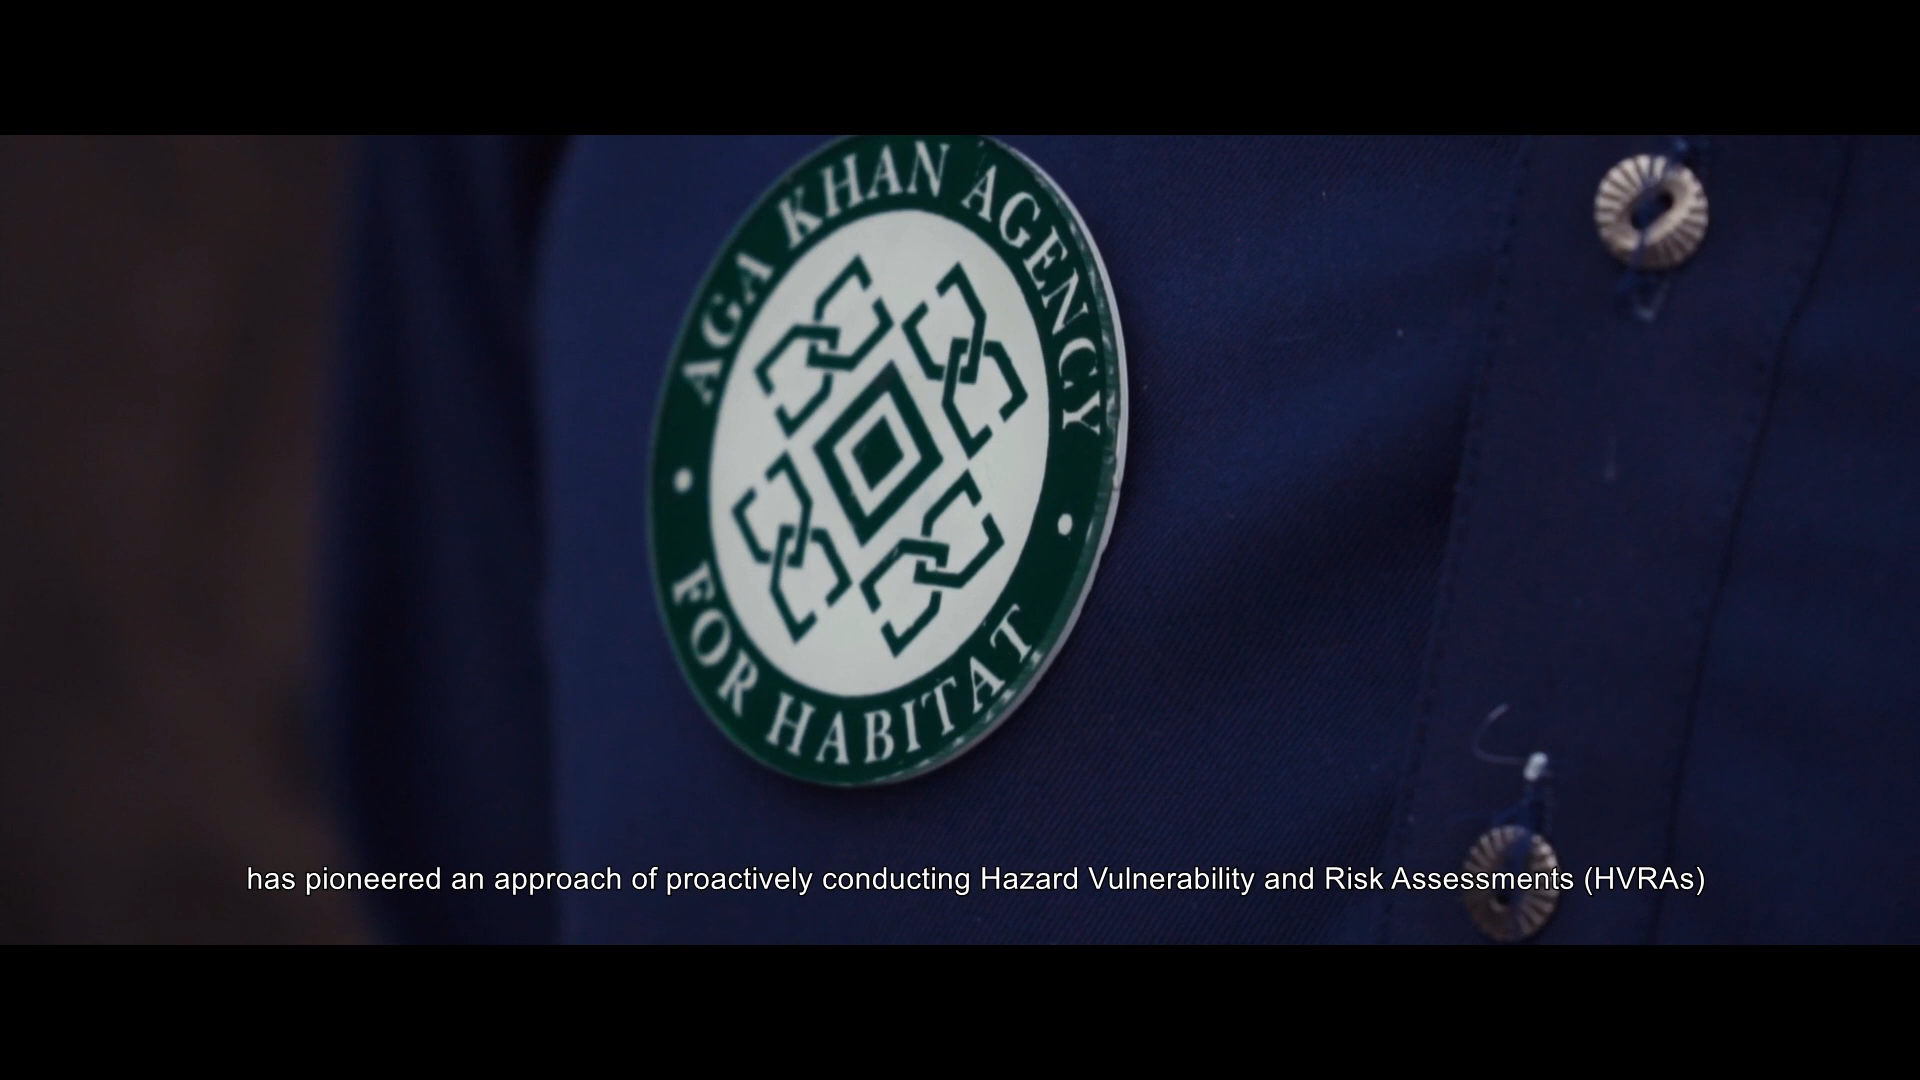 AGA KHAN AGENCY
FOR HABITAT
has pioneered an approach of proactively conducting Hazard Vulnerability and Risk Assessments (HVRAs)